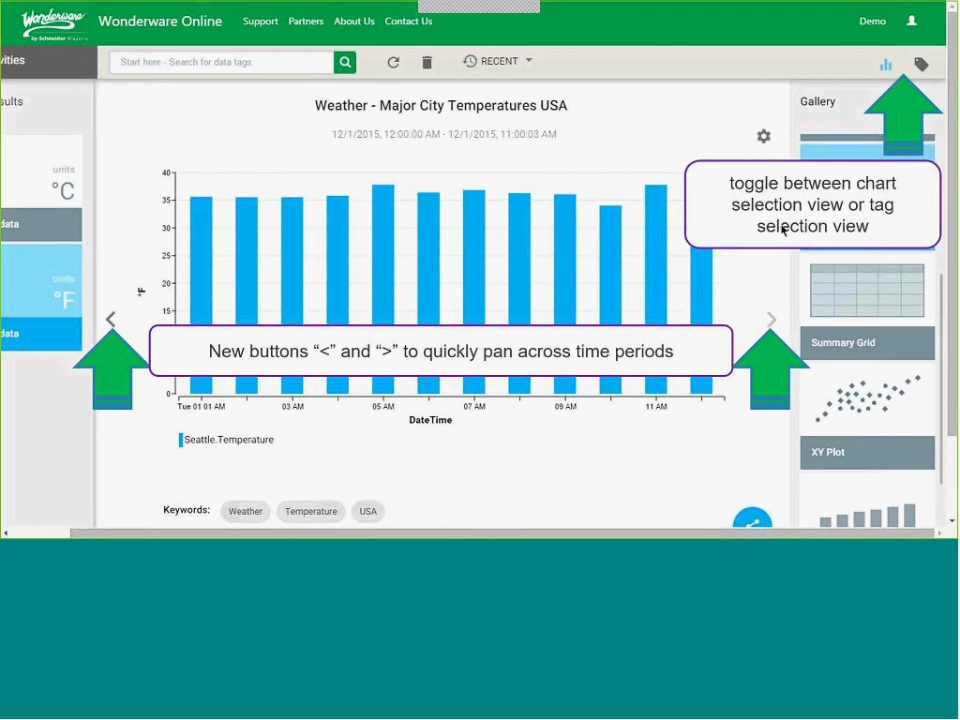 Wonderware
by Schneider Electric
Wonderware Online
Support Partners About Us Contact Us
Demo
vities
Start here - Search for data tags
RECENT
sults
Weather - Major City Temperatures USA
12/1/2015, 12:00:00 AM - 12/1/2015, 11:00:03 AM
Gallery
units
°C
data
units
°F
data
toggle between chart
selection view or tag
selection view
40
35
30
25
20
15
0
°F
New buttons “<” and “>” to quickly pan across time periods
Tue 01 01 AM 03 AM 05 AM 07 AM 09 AM 11 AM
DateTime
Seattle.Temperature
Summary Grid
XY Plot
Keywords: Weather Temperature USA